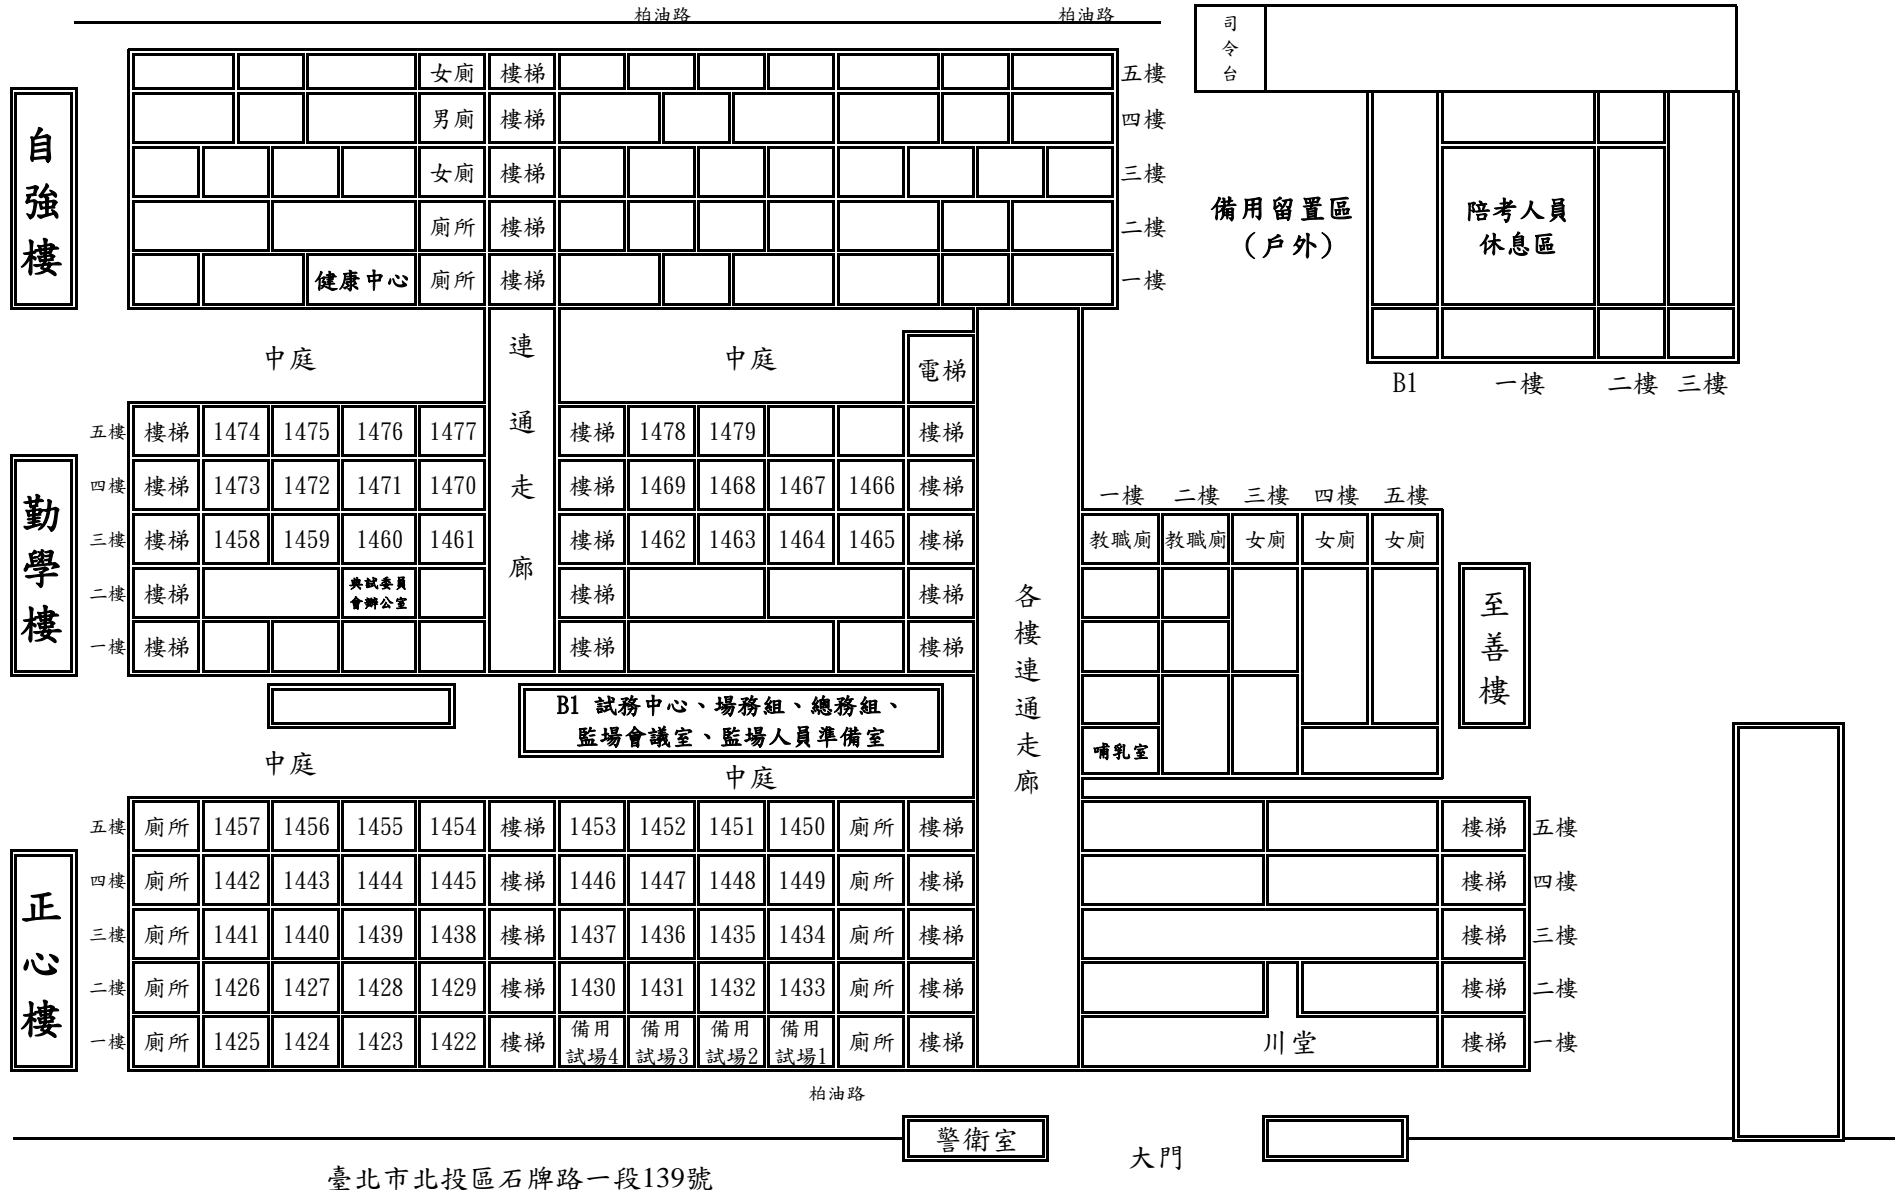 柏油路 柏油路
司令台
自強樓
女廁 樓梯 五樓
男廁 樓梯 四樓
女廁 樓梯 三樓
廁所 樓梯 二樓
健康中心 廁所 樓梯 一樓
備用留置區
（戶外）
陪考人員
休息區
B1 一樓 二樓 三樓
中庭 連通走廊 中庭 電梯
勤學樓
五樓 樓梯 1474 1475 1476 1477 樓梯 1478 1479 樓梯
四樓 樓梯 1473 1472 1471 1470 樓梯 1469 1468 1467 1466 樓梯
三樓 樓梯 1458 1459 1460 1461 樓梯 1462 1463 1464 1465 樓梯
二樓 樓梯 典試委員
會辦公室 樓梯 樓梯
一樓 樓梯 樓梯 樓梯
各樓連通走廊
一樓 二樓 三樓 四樓 五樓
教職廁 教職廁 女廁 女廁 女廁
哺乳室
至善樓
B1 試務中心、場務組、總務組、
監場會議室、監場人員準備室
中庭 中庭
正心樓
五樓 廁所 1457 1456 1455 1454 樓梯 1453 1452 1451 1450 廁所 樓梯 樓梯 五樓
四樓 廁所 1442 1443 1444 1445 樓梯 1446 1447 1448 1449 廁所 樓梯 樓梯 四樓
三樓 廁所 1441 1440 1439 1438 樓梯 1437 1436 1435 1434 廁所 樓梯 樓梯 三樓
二樓 廁所 1426 1427 1428 1429 樓梯 1430 1431 1432 1433 廁所 樓梯 樓梯 二樓
一樓 廁所 1425 1424 1423 1422 樓梯 備用 備用 備用 備用 廁所 樓梯 川堂 樓梯 一樓
試場4 試場3 試場2 試場1
柏油路
警衛室
大門
臺北市北投區石牌路一段139號